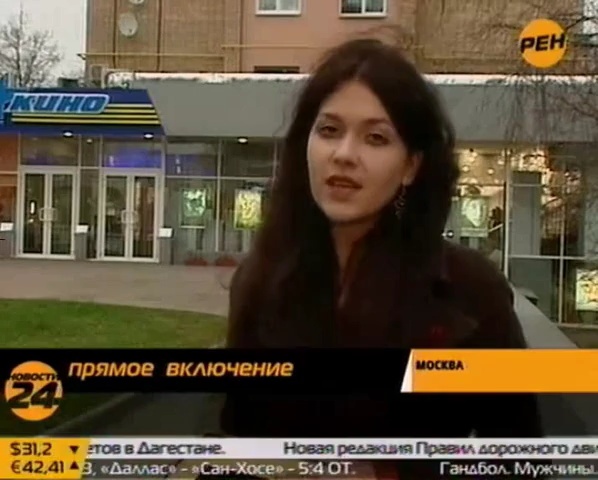 РЕН
КИНО
ПРЯМОЕ ВКЛЮЧЕНИЕ
МОСКВА
НОВОСТИ
24
$31,2 ▼
етов в Дагестане. Новая редакция Правил дорожного дви
€42,41 ▲
З, «Даллас» - «Сан-Хосе» - 5:4 ОТ. Гандбол. Мужчины.